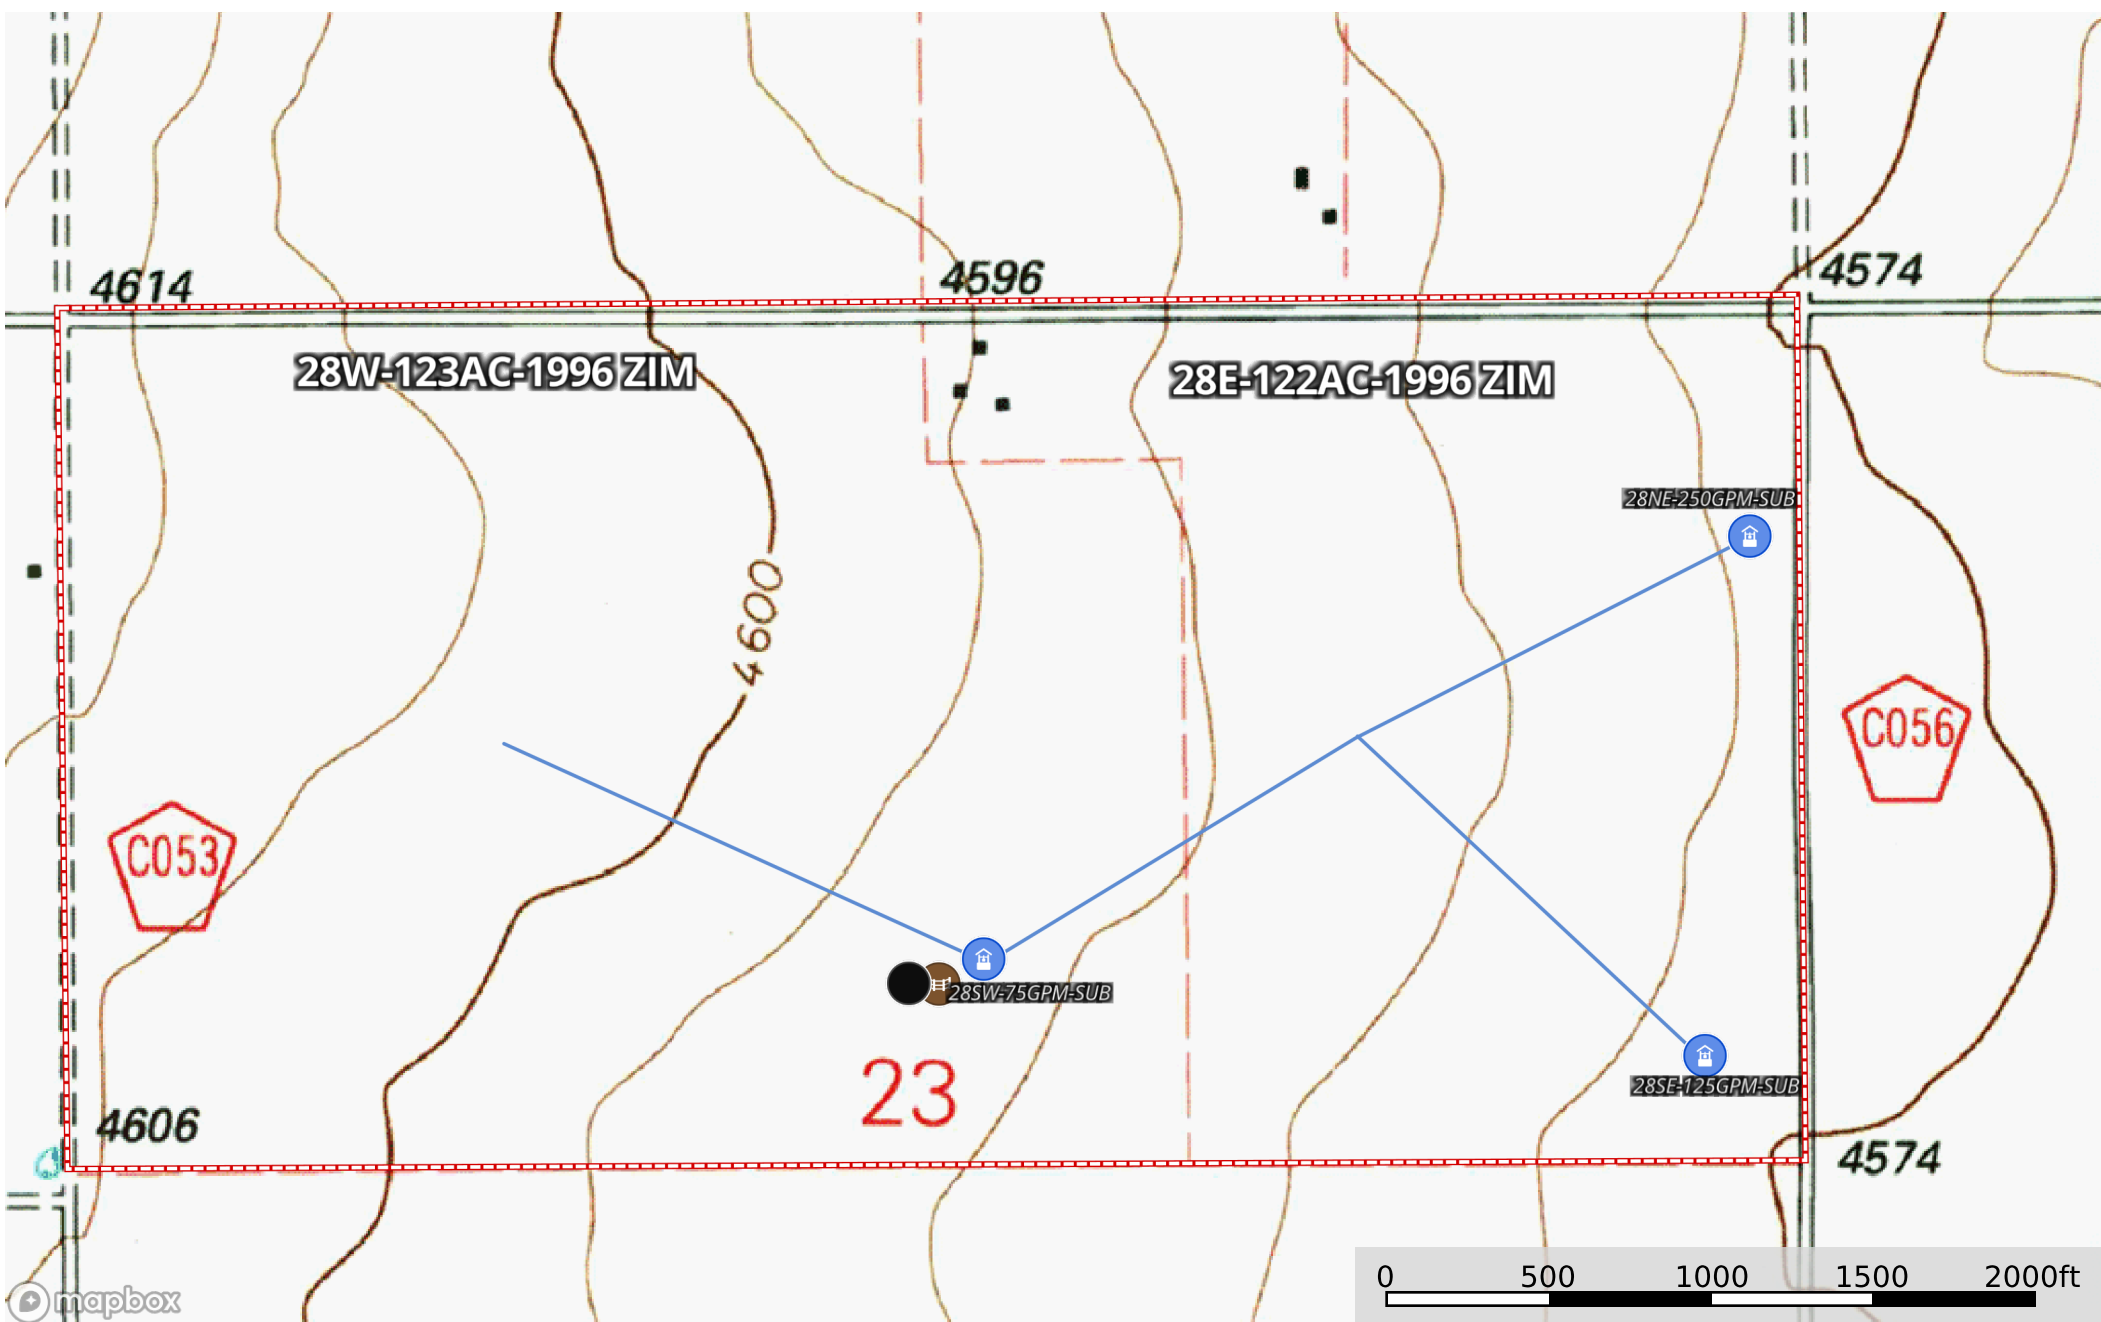 4614
4596
4574
28W-123AC-1996 ZIM
28E-122AC-1996 ZIM
28NE-250GPM-SUB
4600
C056
C053
28SW-75GPM-SUB
23
28SE-125GPM-SUB
4606
4574
0 500 1000 1500 2000ft
mapbox